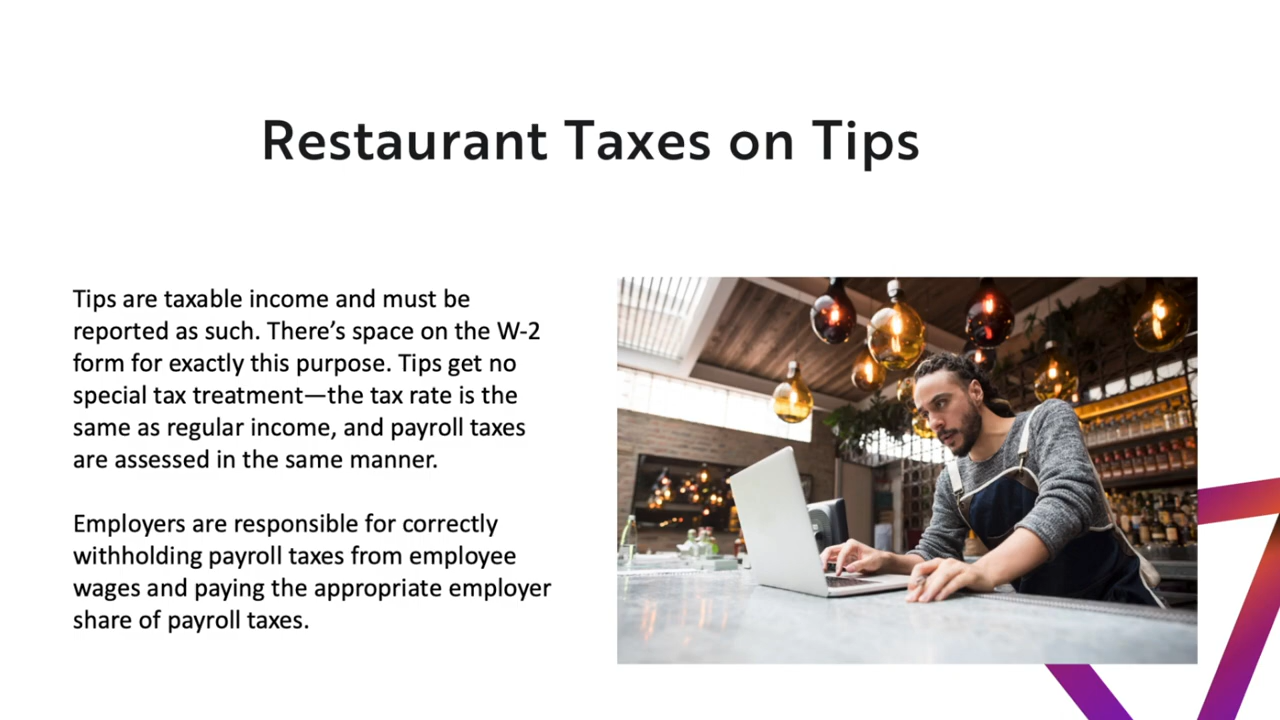 Restaurant Taxes on Tips
Tips are taxable income and must be
reported as such. There’s space on the W-2
form for exactly this purpose. Tips get no
special tax treatment—the tax rate is the
same as regular income, and payroll taxes
are assessed in the same manner.
Employers are responsible for correctly
withholding payroll taxes from employee
wages and paying the appropriate employer
share of payroll taxes.